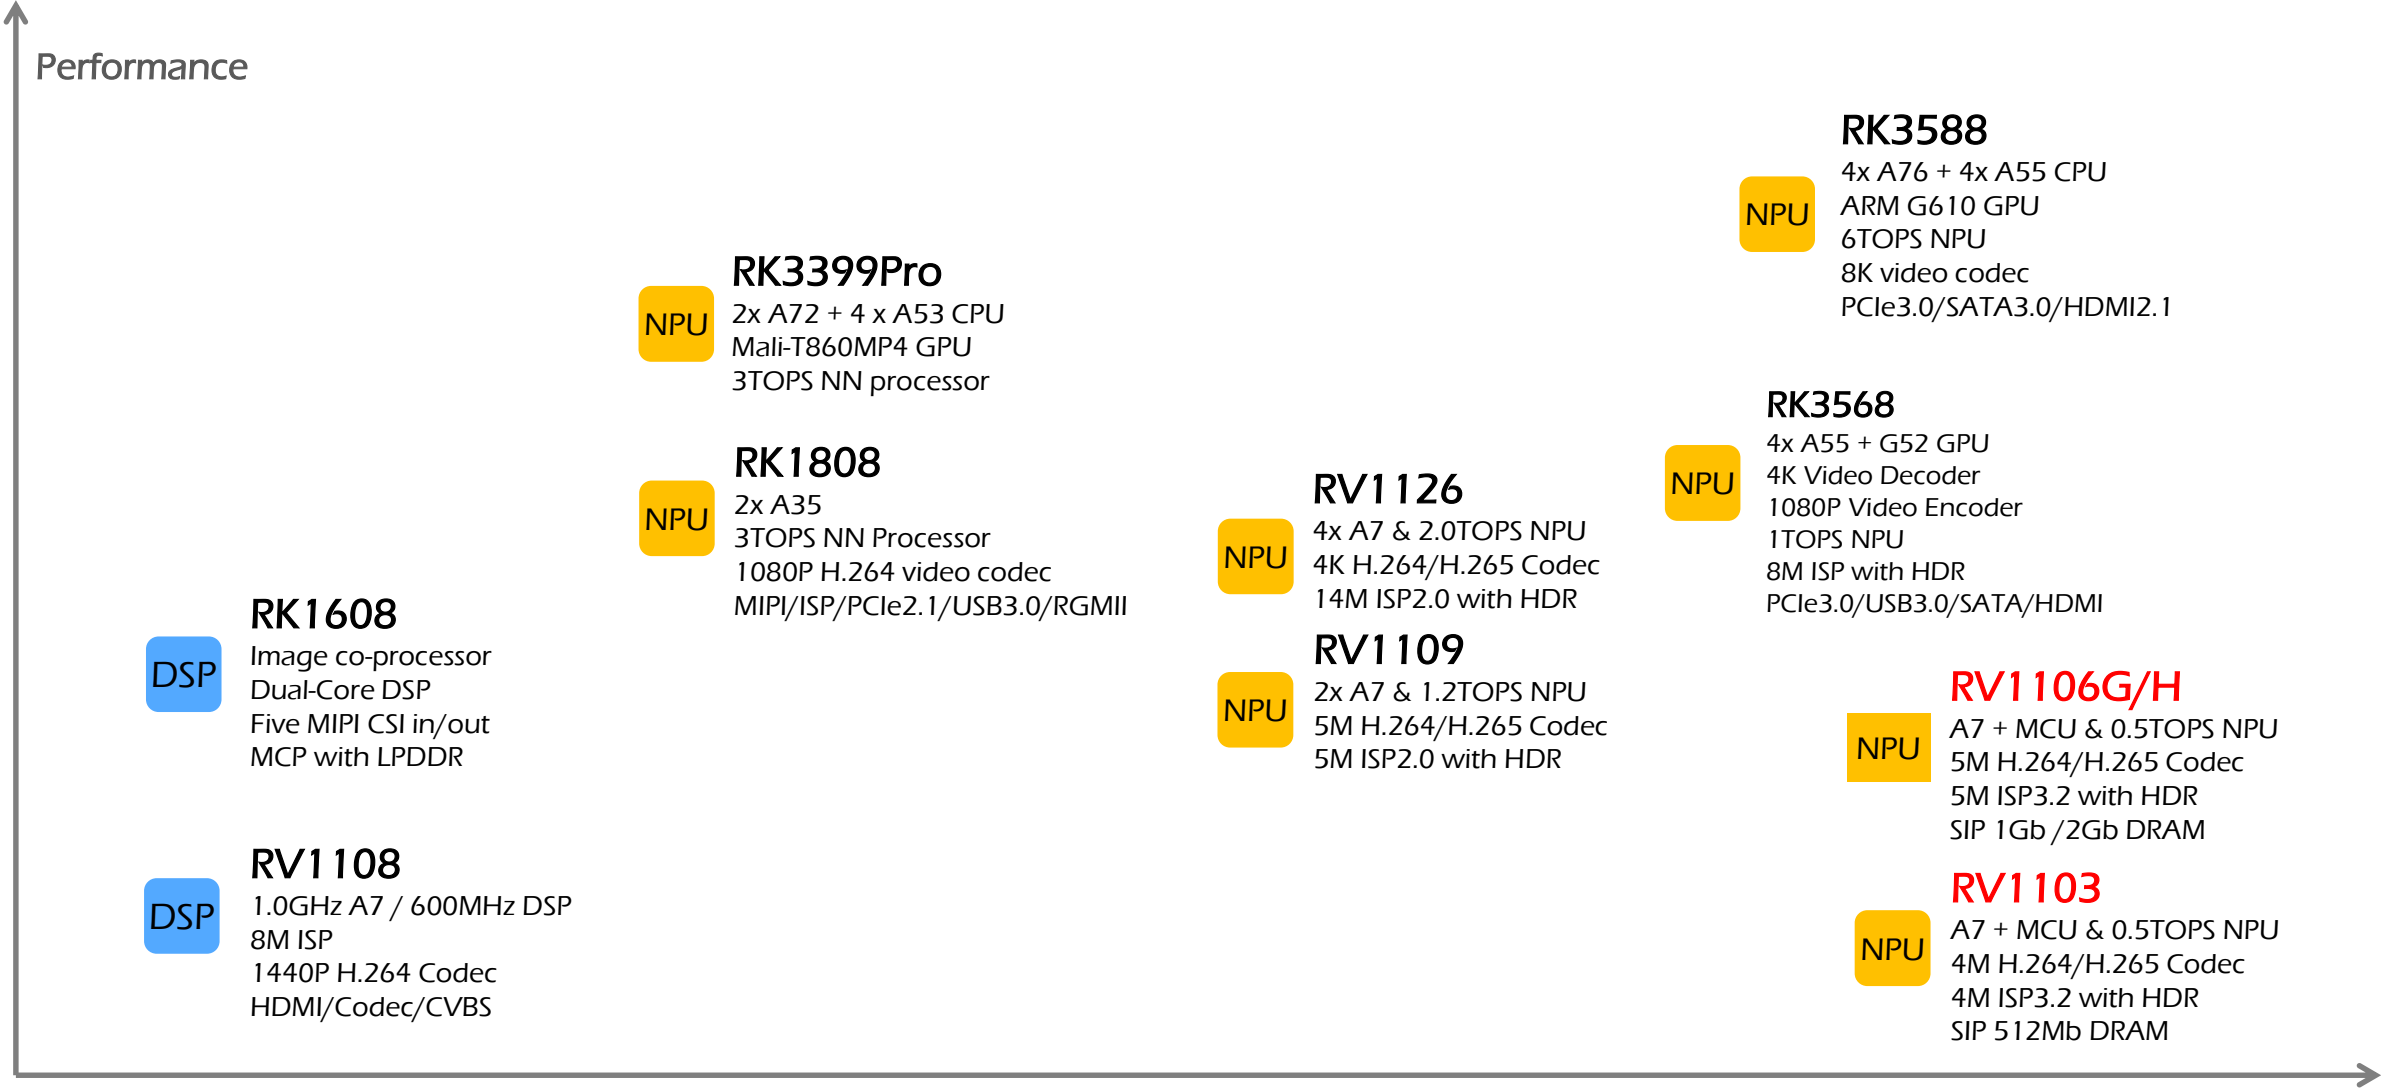 Performance
RK3588
NPU
4x A76 + 4x A55 CPU
ARM G610 GPU
6TOPS NPU
8K video codec
PCIe3.0/SATA3.0/HDMI2.1
RK3399Pro
NPU
2x A72 + 4 x A53 CPU
Mali-T860MP4 GPU
3TOPS NN processor
RK3568
NPU
4x A55 + G52 GPU
4K Video Decoder
1080P Video Encoder
1TOPS NPU
8M ISP with HDR
PCIe3.0/USB3.0/SATA/HDMI
RK1808
NPU
2x A35
3TOPS NN Processor
1080P H.264 video codec
MIPI/ISP/PCIe2.1/USB3.0/RGMII
RV1126
NPU
4x A7 & 2.0TOPS NPU
4K H.264/H.265 Codec
14M ISP2.0 with HDR
RK1608
DSP
Image co-processor
Dual-Core DSP
Five MIPI CSI in/out
MCP with LPDDR
RV1109
NPU
2x A7 & 1.2TOPS NPU
5M H.264/H.265 Codec
5M ISP2.0 with HDR
RV1106G/H
NPU
A7 + MCU & 0.5TOPS NPU
5M H.264/H.265 Codec
5M ISP3.2 with HDR
SIP 1Gb /2Gb DRAM
RV1108
DSP
1.0GHz A7 / 600MHz DSP
8M ISP
1440P H.264 Codec
HDMI/Codec/CVBS
RV1103
NPU
A7 + MCU & 0.5TOPS NPU
4M H.264/H.265 Codec
4M ISP3.2 with HDR
SIP 512Mb DRAM